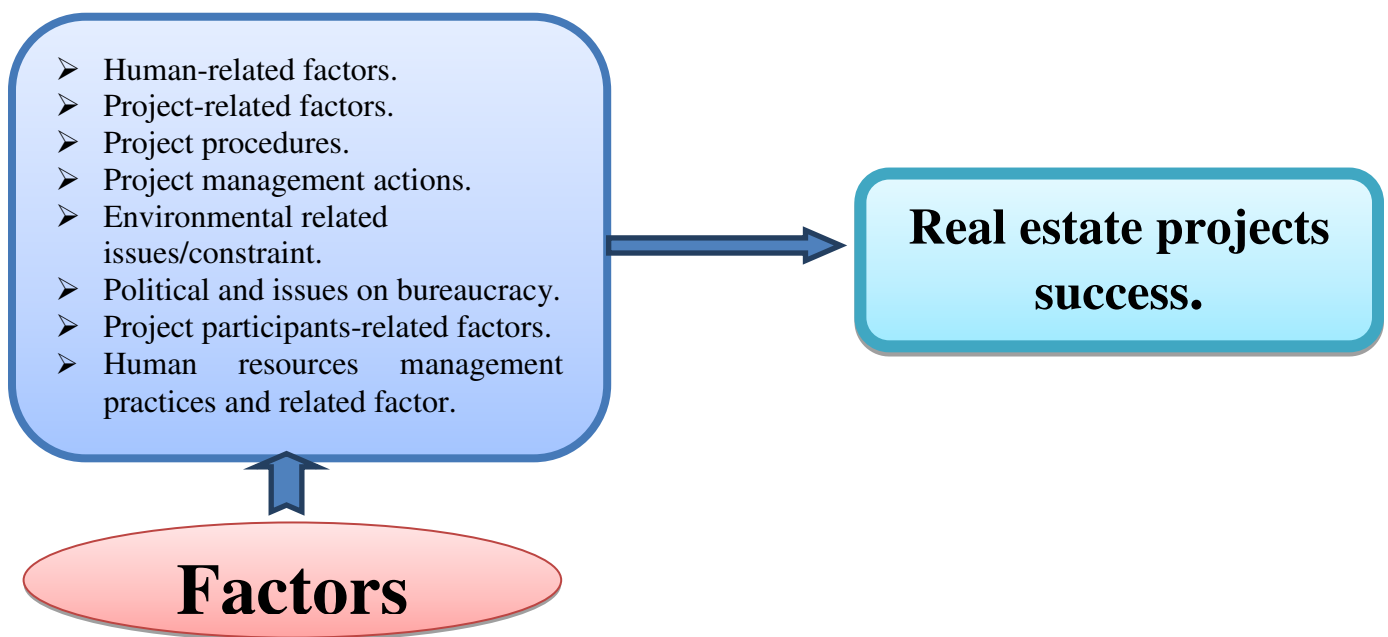 ➢ Human-related factors.
➢ Project-related factors.
➢ Project procedures.
➢ Project management actions.
➢ Environmental related
issues/constraint.
➢ Political and issues on bureaucracy.
➢ Project participants-related factors.
➢ Human resources management
practices and related factor.
Real estate projects
success.
Factors